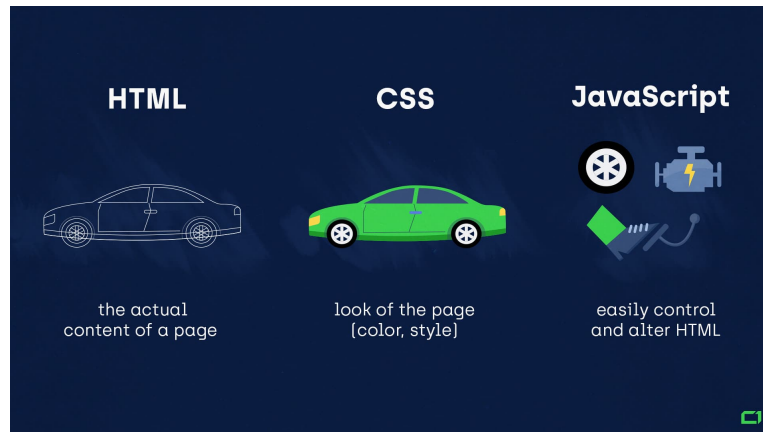 HTML
CSS
JavaScript
the actual
content of a page
look of the page
(color, style)
easily control
and alter HTML